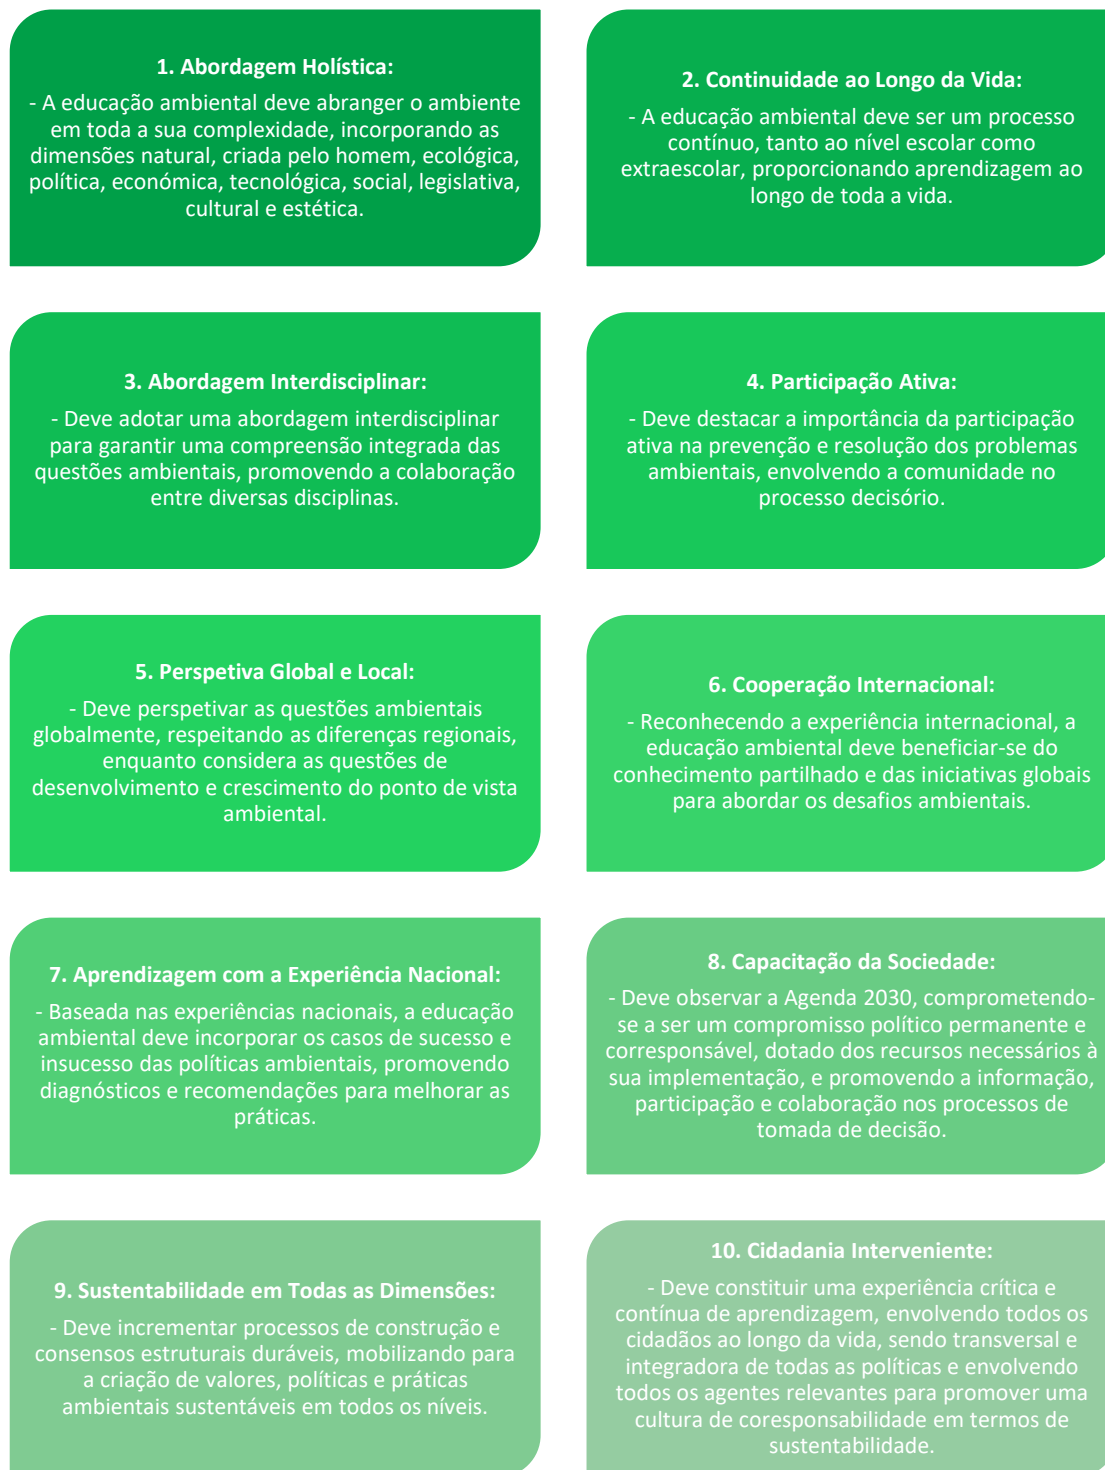 1. Abordagem Holística:
- A educação ambiental deve abranger o ambiente
em toda a sua complexidade, incorporando as
dimensões natural, criada pelo homem, ecológica,
política, económica, tecnológica, social, legislativa,
cultural e estética.
2. Continuidade ao Longo da Vida:
- A educação ambiental deve ser um processo
contínuo, tanto ao nível escolar como
extraescolar, proporcionando aprendizagem ao
longo de toda a vida.
3. Abordagem Interdisciplinar:
- Deve adotar uma abordagem interdisciplinar
para garantir uma compreensão integrada das
questões ambientais, promovendo a colaboração
entre diversas disciplinas.
4. Participação Ativa:
- Deve destacar a importância da participação
ativa na prevenção e resolução dos problemas
ambientais, envolvendo a comunidade no
processo decisório.
5. Perspetiva Global e Local:
- Deve perspetivar as questões ambientais
globalmente, respeitando as diferenças regionais,
enquanto considera as questões de
desenvolvimento e crescimento do ponto de vista
ambiental.
6. Cooperação Internacional:
- Reconhecendo a experiência internacional, a
educação ambiental deve beneficiar-se do
conhecimento partilhado e das iniciativas globais
para abordar os desafios ambientais.
7. Aprendizagem com a Experiência Nacional:
- Baseada nas experiências nacionais, a educação
ambiental deve incorporar os casos de sucesso e
insucesso das políticas ambientais, promovendo
diagnósticos e recomendações para melhorar as
práticas.
8. Capacitação da Sociedade:
- Deve observar a Agenda 2030, comprometendo-
se a ser um compromisso político permanente e
corresponsável, dotado dos recursos necessários à
sua implementação, e promovendo a informação,
participação e colaboração nos processos de
tomada de decisão.
9. Sustentabilidade em Todas as Dimensões:
- Deve incrementar processos de construção e
consensos estruturais duráveis, mobilizando para
a criação de valores, políticas e práticas
ambientais sustentáveis em todos os níveis.
10. Cidadania Interveniente:
- Deve constituir uma experiência crítica e
contínua de aprendizagem, envolvendo todos os
cidadãos ao longo da vida, sendo transversal e
integradora de todas as políticas e envolvendo
todos os agentes relevantes para promover uma
cultura de coresponsabilidade em termos de
sustentabilidade.